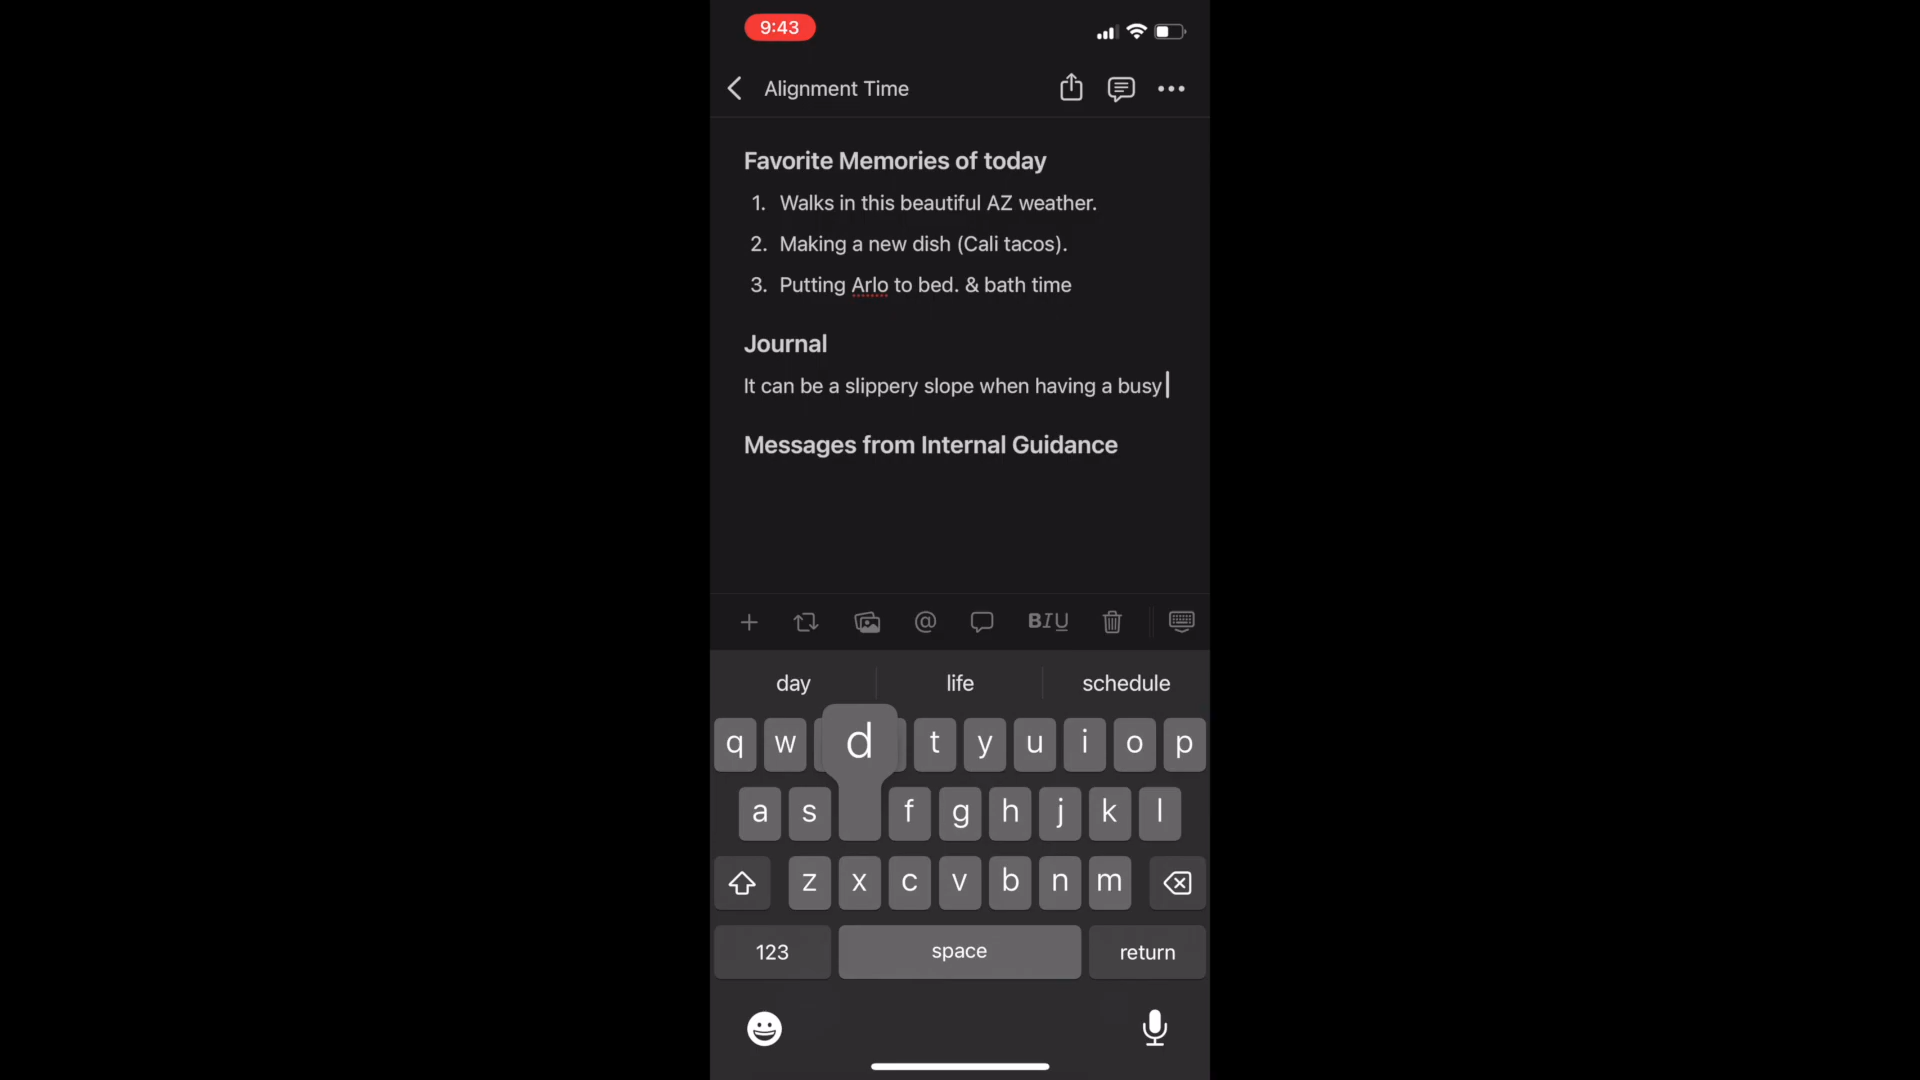 9:43
Alignment Time
Favorite Memories of today
1. Walks in this beautiful AZ weather.
2. Making a new dish (Cali tacos).
3. Putting Arlo to bed. & bath time
Journal
It can be a slippery slope when having a busy
Messages from Internal Guidance
@ BIU
day life schedule
q w d t y u i o p
a s f g h j k l
z x c v b n m
123 space return